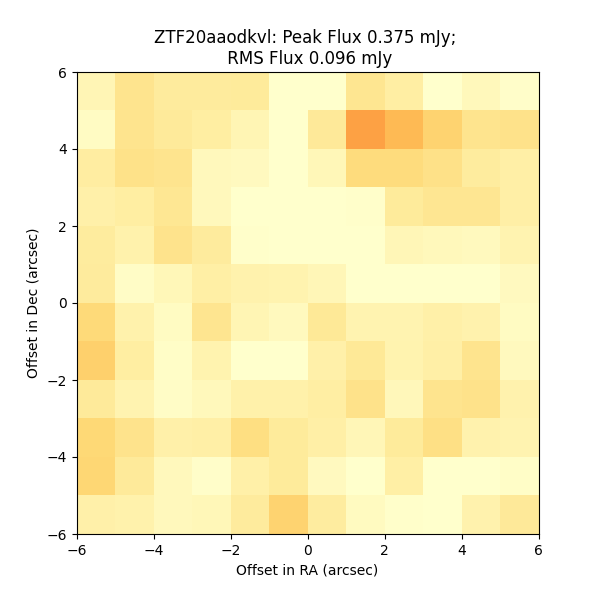 ZTF20aaodkvl: Peak Flux 0.375 mJy;
RMS Flux 0.096 mJy
6
4
2
0
−2
−4
−6
Offset in Dec (arcsec)
−6 −4 −2 0 2 4 6
Offset in RA (arcsec)